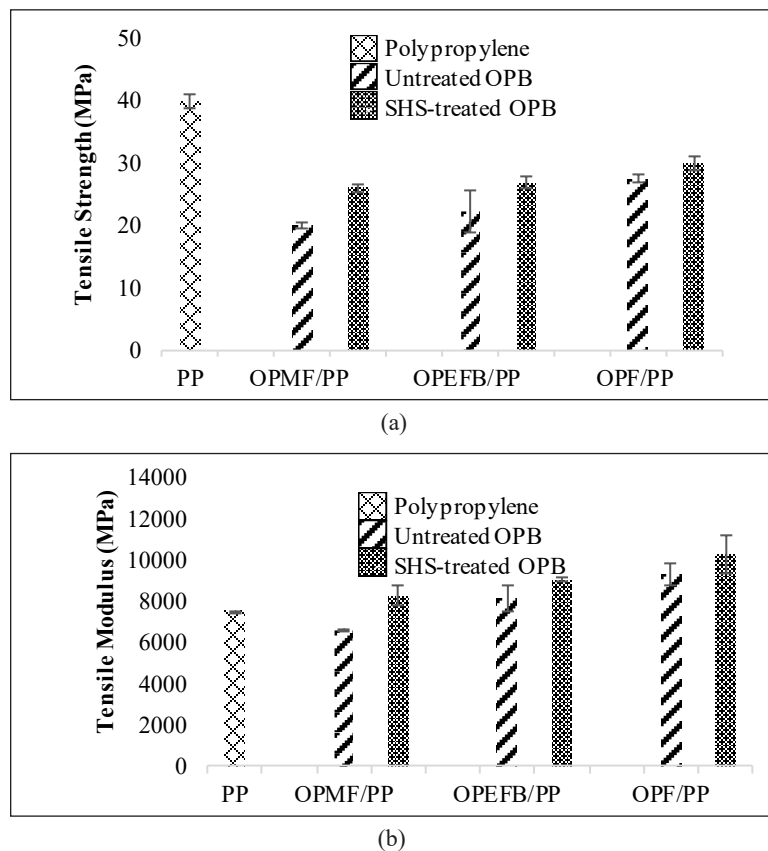 50
40
30
20
10
0
Tensile Strength (MPa)
Polypropylene
Untreated OPB
SHS-treated OPB
PP OPMF/PP OPEFB/PP OPF/PP
(a)
14000
12000
10000
8000
6000
4000
2000
0
Tensile Modulus (MPa)
Polypropylene
Untreated OPB
SHS-treated OPB
PP OPMF/PP OPEFB/PP OPF/PP
(b)